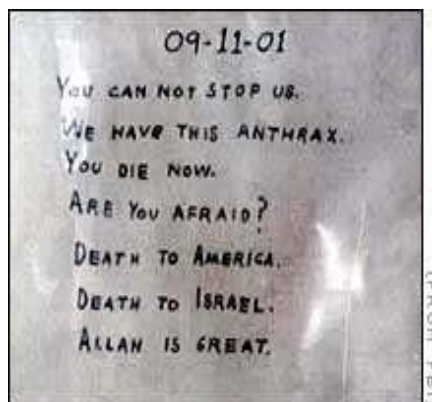 09-11-01
YOU CAN NOT STOP US.
WE HAVE THIS ANTHRAX.
YOU DIE NOW.
ARE YOU AFRAID?
DEATH TO AMERICA.
DEATH TO ISRAEL.
ALLAH IS GREAT.